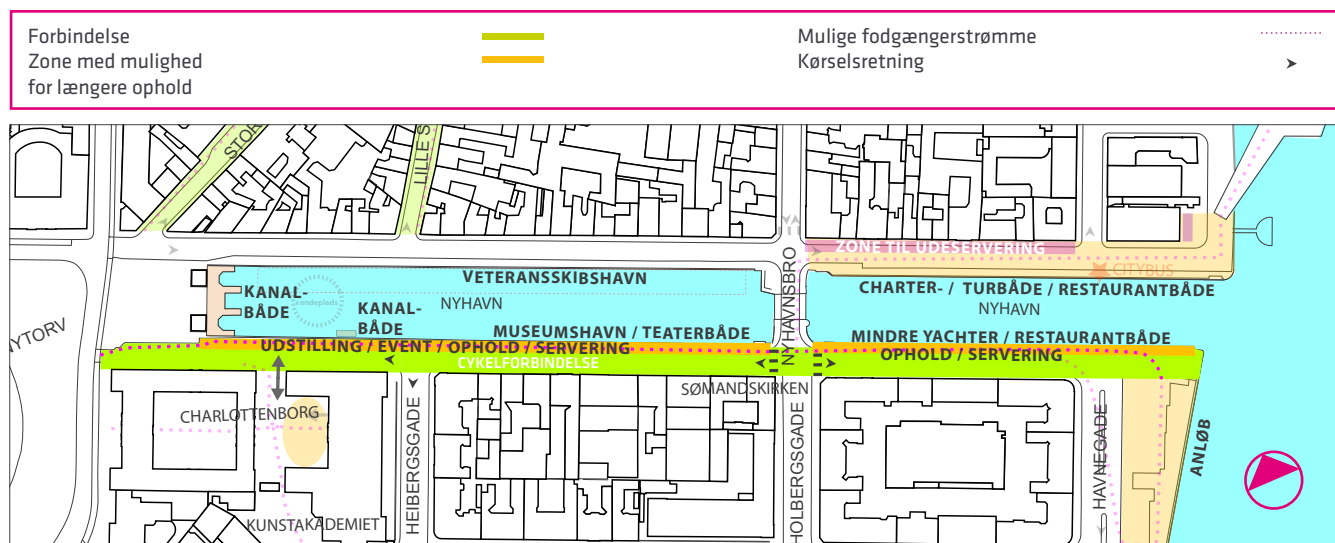 Forbindelse
Zone med mulighed
for længere ophold
Mulige fodgængerstrømme
Kørselsretning
STOR
LILLE S
NYTORV
KANAL-
BÅDE
VETERANSSKIBSHAVN
NYHAVN
KANAL-
BÅDE
MUSEUMSHAVN / TEATERBÅDE
UDSTILLING / EVENT / OPHOLD / SERVERING
CYKELFORBINDELSE
NYHAVNSBRO
ZONE TIL UDESERVERING
CITYBUS
CHARTER- / TURBÅDE / RESTAURANTBÅDE
NYHAVN
MINDRE YACHTER / RESTAURANTBÅDE
OPHOLD / SERVERING
SØMANDSKIRKEN
CHARLOTTENBORG
KUNSTAKADEMIET
HEIBERGSGADE
HOLBERGSGADE
HAVNEGADE
ANLØB